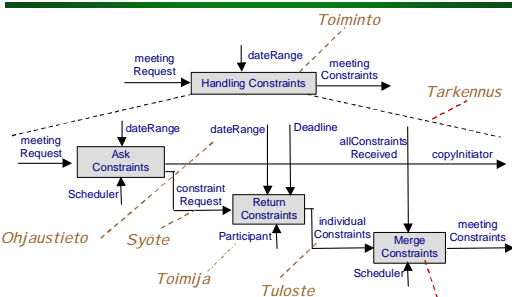 Toiminto
meeting
Request
dateRange
meeting
Constraints
Handling Constraints
Tarkennus
meeting
Request
dateRange
dateRange
Deadline
allConstraints
Received
copyInitiator
Ask
Constraints
Scheduler
constraint
Request
Return
Constraints
individual
Constraints
Merge
Constraints
meeting
Constraints
Ohjaustieto
Syöte
Participant
Toimija
Tuloste
Scheduler